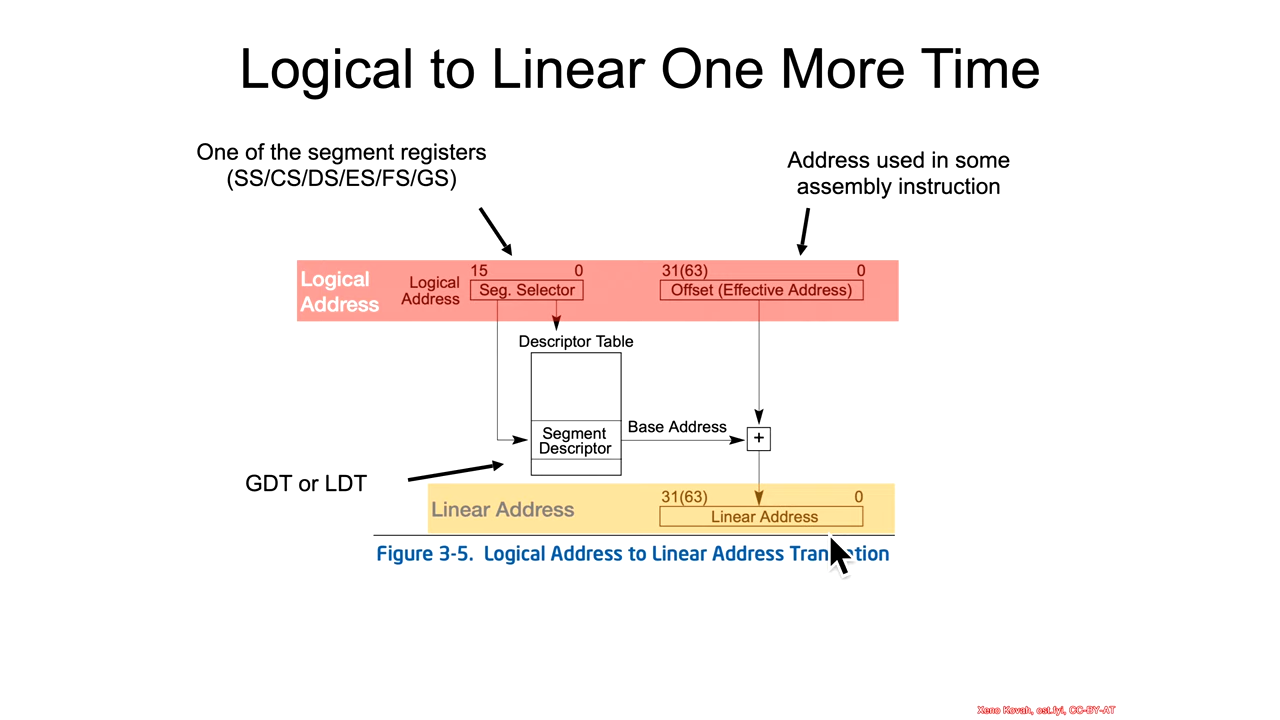 Logical to Linear One More Time
One of the segment registers
(SS/CS/DS/ES/FS/GS)
Address used in some
assembly instruction
Logical
Address
Logical
Address
15 0
Seg. Selector
31(63) 0
Offset (Effective Address)
Descriptor Table
Segment
Descriptor
Base Address
+
GDT or LDT
Linear Address
31(63) 0
Linear Address
Figure 3-5. Logical Address to Linear Address
Xeno Kovah, ost.fyi, CC-BY-AT